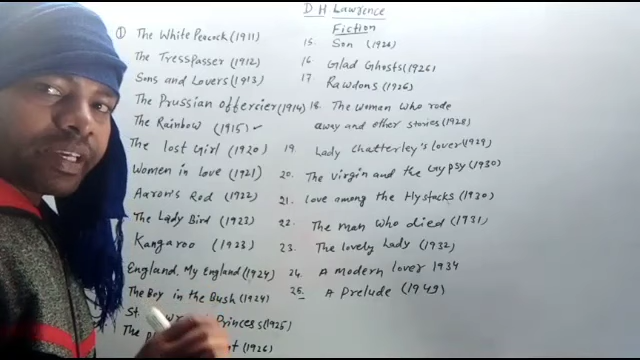 D H Lawrence
Fiction
① The White Peacock (1911)
The Tresspasser (1912)
Sons and Lovers (1913)
The Prussian offercier (1914)
The Rainbow (1915) ✓
The lost Girl (1920)
Women in Love (1921)
Aaron's Rod (1922)
The Lady Bird (1923)
Kangaroo (1923)
England. My England (1924)
The Boy in the Bush (1924)
St. Princess (1925)
The (1926)
15. Son (1926)
16. Glad Ghosts (1926)
17. Rawdons (1926)
18. The woman who rode
away and other stories (1928)
19. Lady Chatterley's lover (1929)
20. The Virgin and the Gypsy (1930)
21. Love among the Hystacks (1930)
22. The man who died (1931)
23. The lovely Lady (1932)
24. A modern lover 1934
25. A Prelude (1949)